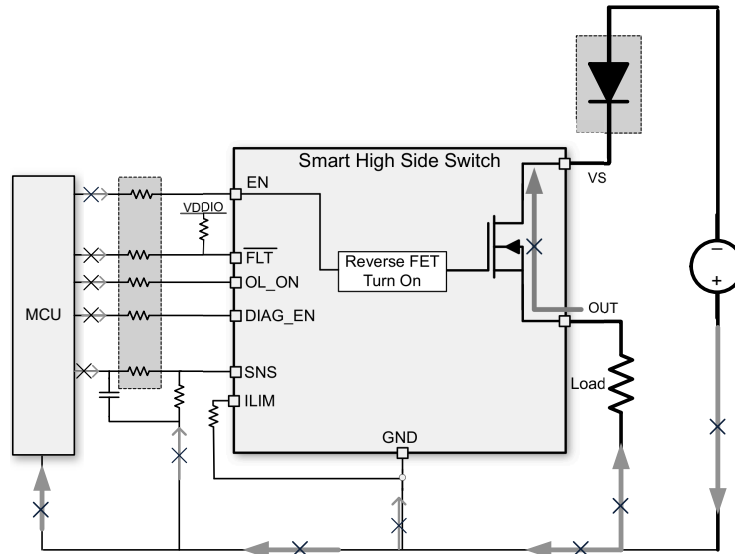 Smart High Side Switch
VS
EN
VDDIO
FLT
Reverse FET
Turn On
OL_ON
OUT
MCU
DIAG_EN
SNS
Load
ILIM
GND
−
+